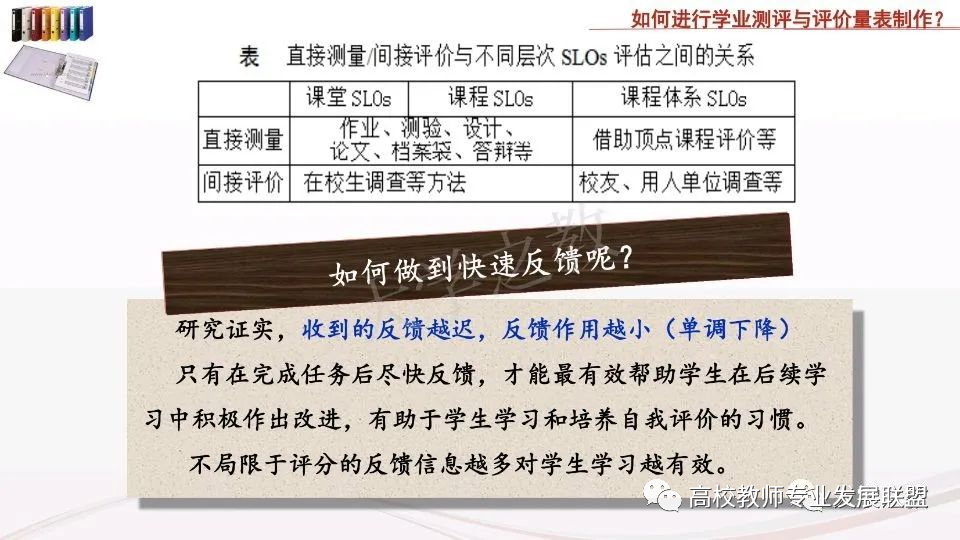 如何进行学业测评与评价量表制作？
表 直接测量/间接评价与不同层次 SLOs 评估之间的关系
课堂 SLOs 课程 SLOs 课程体系 SLOs
直接测量 作业、测验、设计、 借助顶点课程评价等
论文、档案袋、答辩等
间接评价 在校生调查等方法 校友、用人单位调查等
如何做到快速反馈呢？
研究证实，收到的反馈越迟，反馈作用越小（单调下降）
只有在完成任务后尽快反馈，才能最有效帮助学生在后续学
习中积极作出改进，有助于学生学习和培养自我评价的习惯。
不局限于评分的反馈信息越多对学生学习越有效。
高校教师专业发展联盟